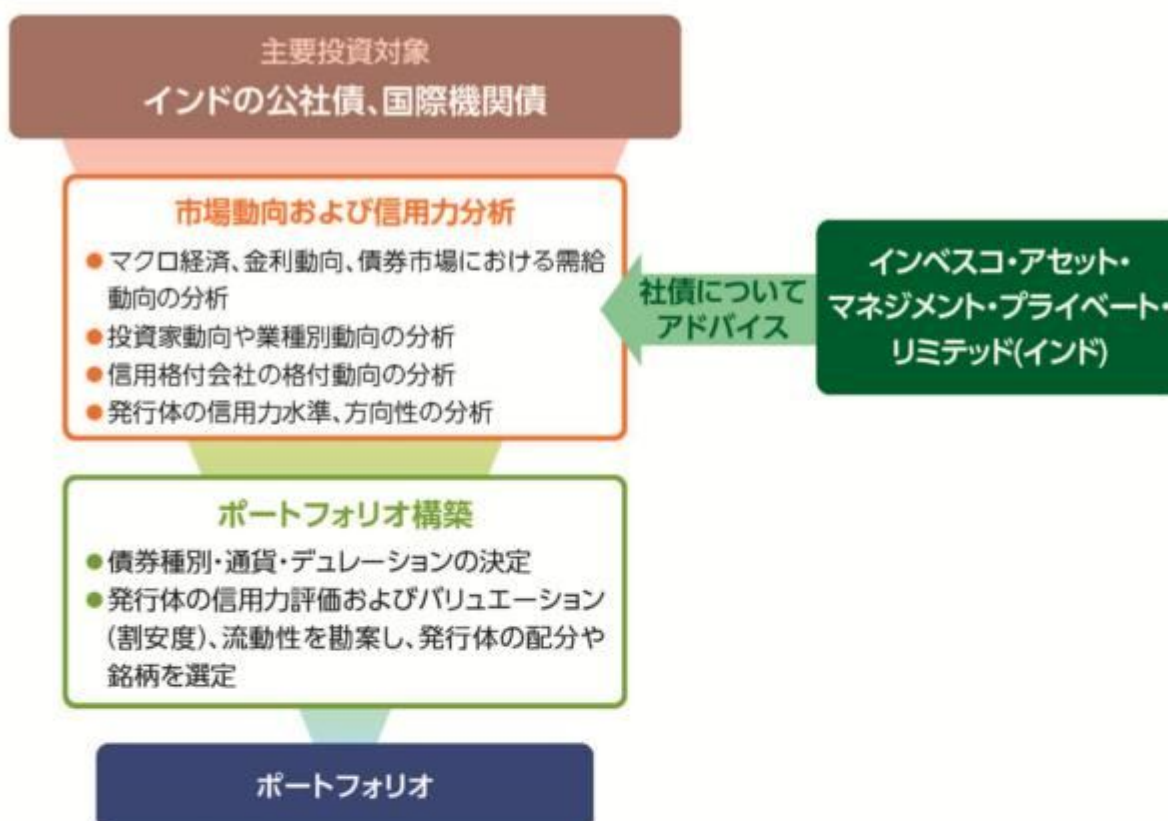 主要投資対象
インドの公社債、国際機関債
市場動向および信用力分析
●マクロ経済、金利動向、債券市場における需給
動向の分析
●投資家動向や業種別動向の分析
●信用格付会社の格付動向の分析
●発行体の信用力水準、方向性の分析
社債について
アドバイス
インベスコ・アセット・
マネジメント・プライベート・
リミテッド(インド)
ポートフォリオ構築
●債券種別・通貨・デュレーションの決定
●発行体の信用力評価およびバリュエーション
(割安度)、流動性を勘案し、発行体の配分や
銘柄を選定
ポートフォリオ